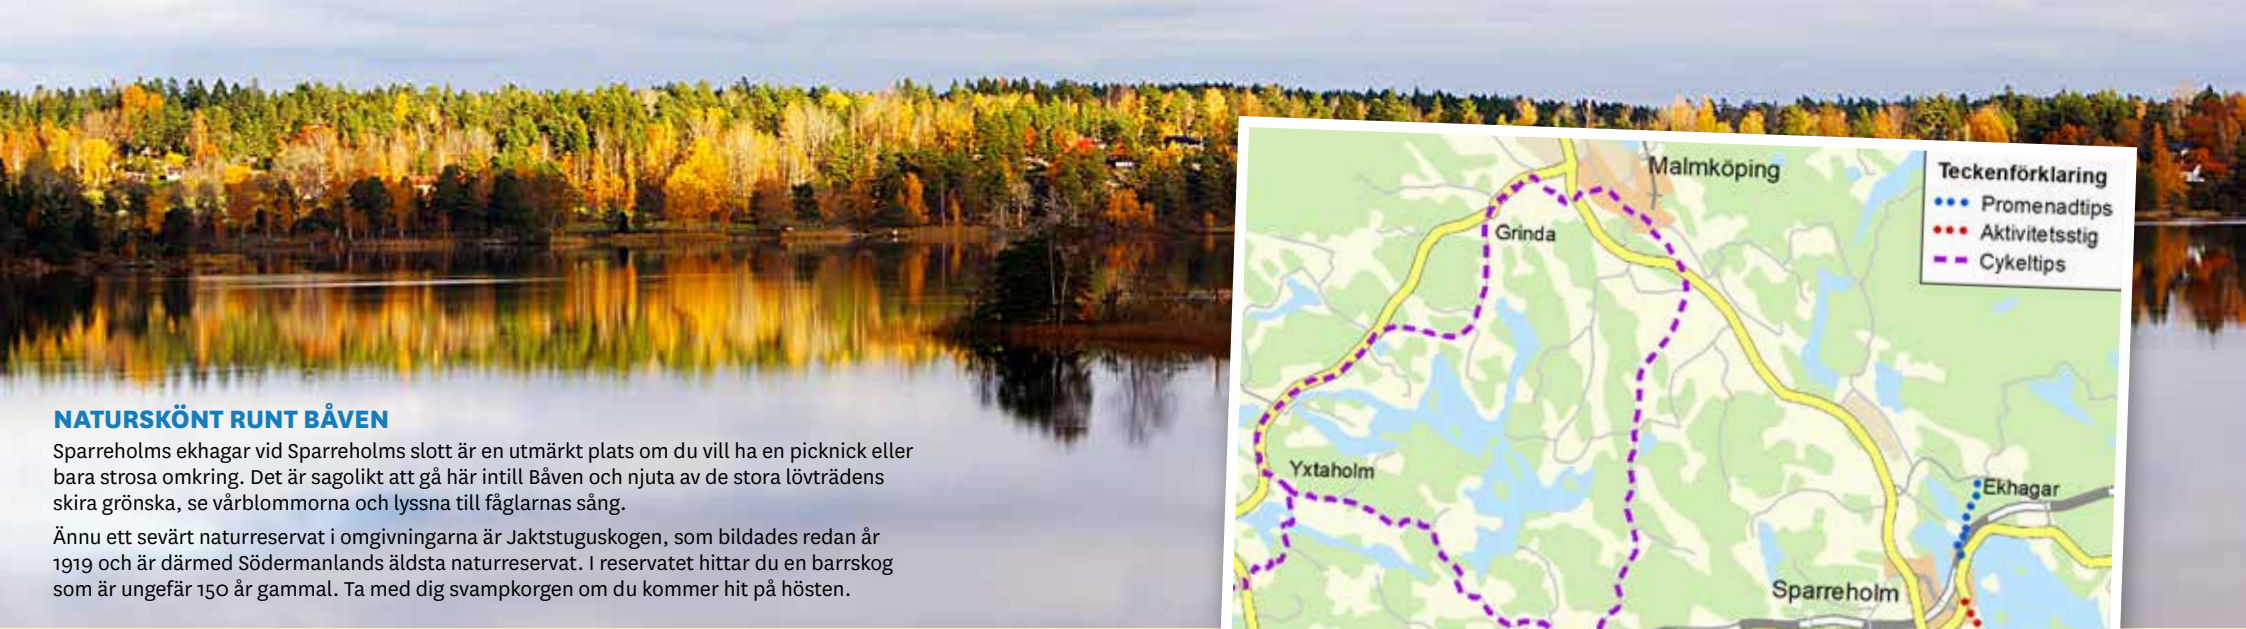 NATURSKÖNT RUNT BÅVEN
Sparreholms ekhagar vid Sparreholms slott är en utmärkt plats om du vill ha en picknick eller
bara strosa omkring. Det är sagolikt att gå här intill Båven och njuta av de stora lövträdens
skira grönska, se vårblommorna och lyssna till fåglarnas sång.
Ännu ett sevärt naturreservat i omgivningarna är Jaktstuguskogen, som bildades redan år
1919 och är därmed Södermanlands äldsta naturreservat. I reservatet hittar du en barrskog
som är ungefär 150 år gammal. Ta med dig svampkorgen om du kommer hit på hösten.
Malmköping
Teckenförklaring
Promenadtips
Aktivitetsstig
Cykeltips
Grinda
Yxtaholm
Ekhagar
Sparreholm